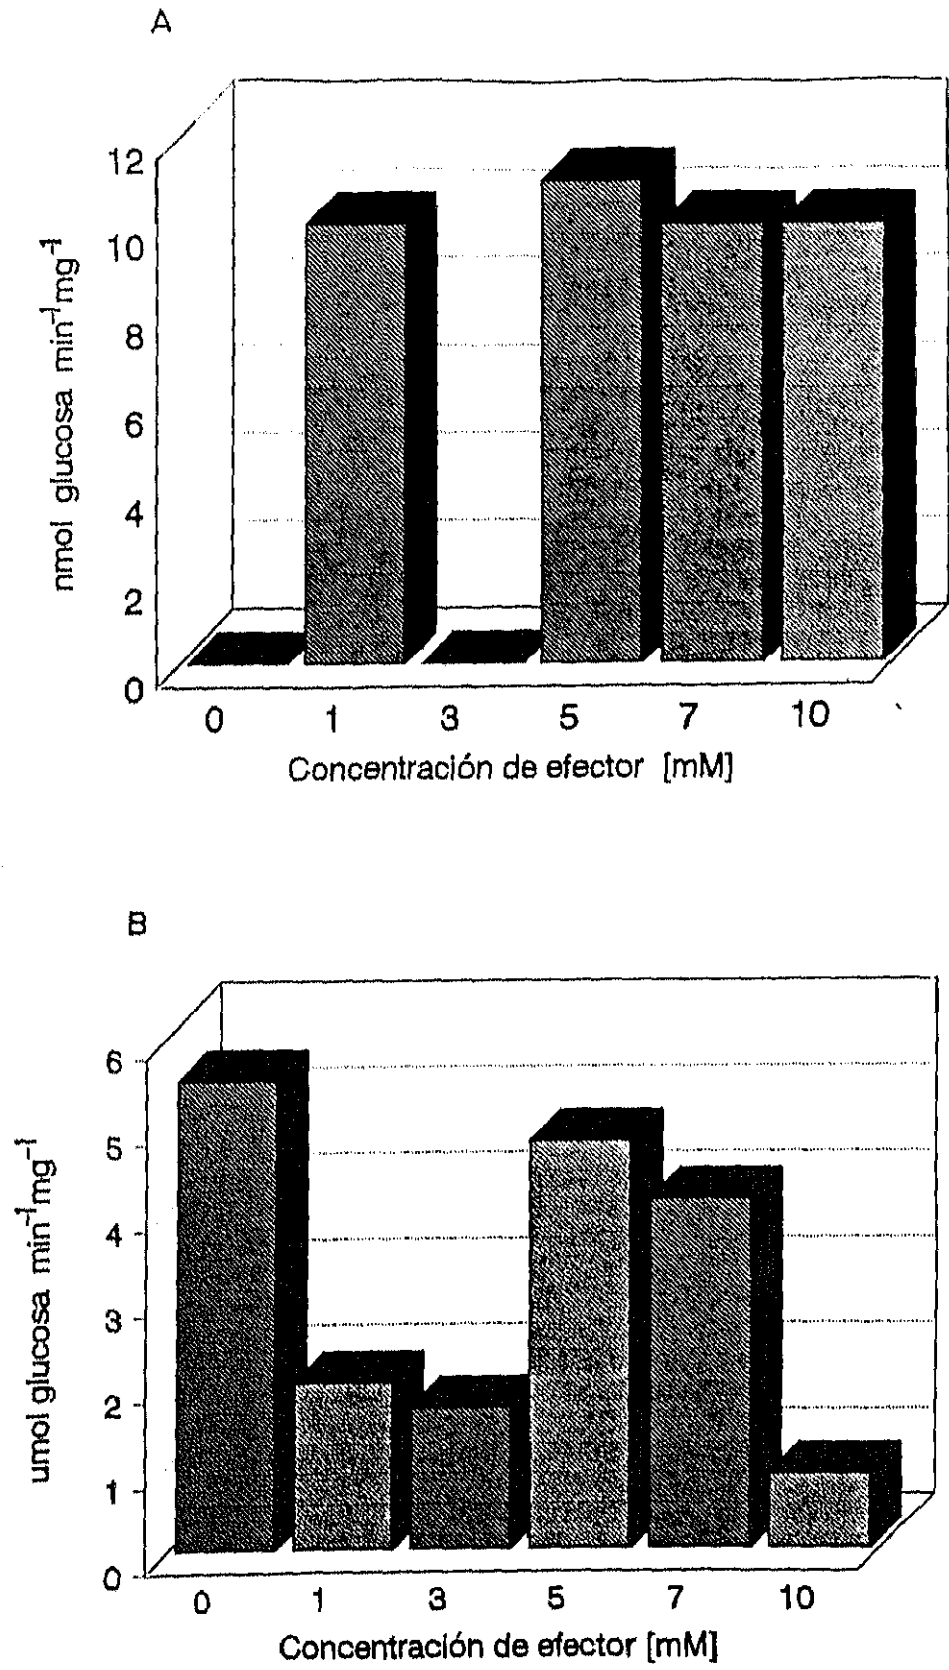 A
12
10
8
6
4
2
0
nmol glucosa min⁻¹mg⁻¹
0 1 3 5 7 10
Concentración de efector [mM]
B
6
5
4
3
2
1
0
umol glucosa min⁻¹mg⁻¹
0 1 3 5 7 10
Concentración de efector [mM]